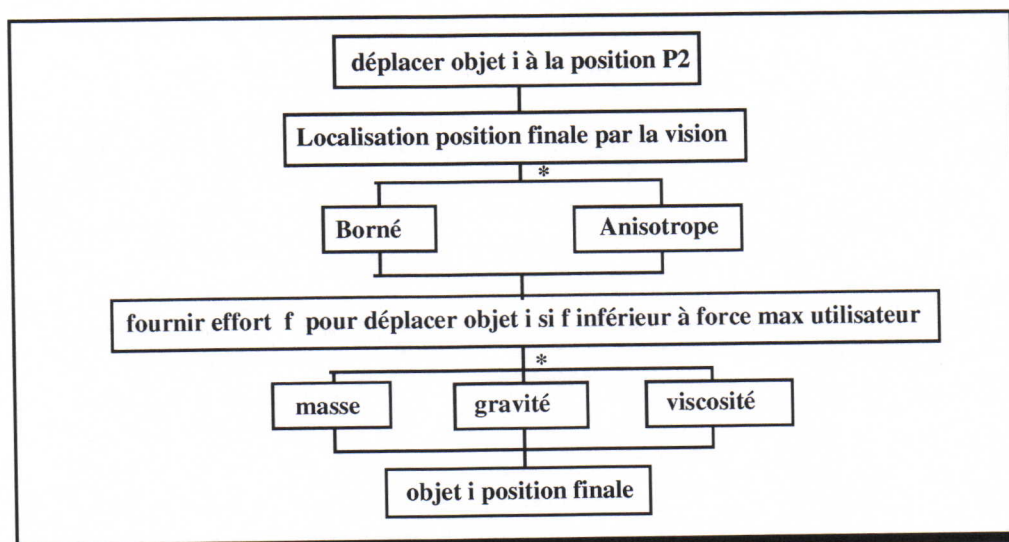 déplacer objet i à la position P2
Localisation position finale par la vision
*
Borné Anisotrope
fournir effort f pour déplacer objet i si f inférieur à force max utilisateur
*
masse gravité viscosité
objet i position finale